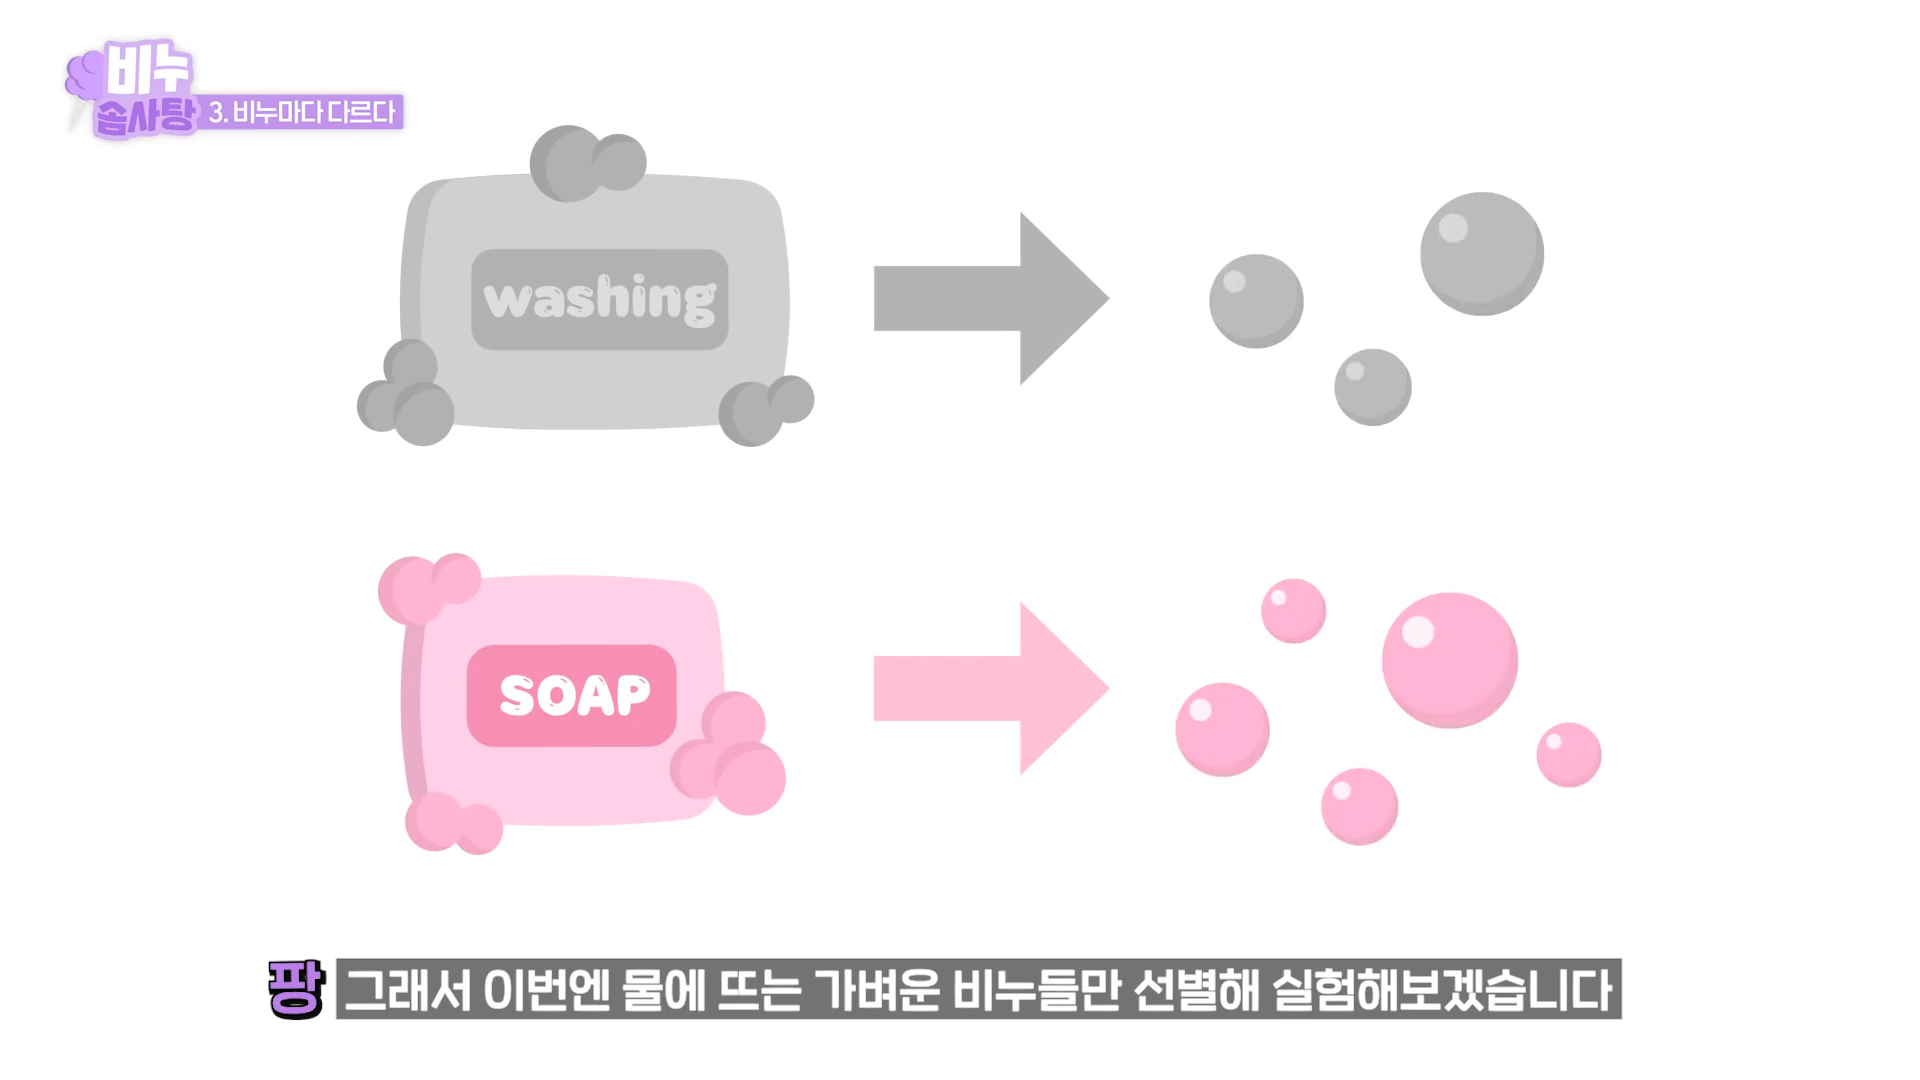 비누
솜사탕
3. 비누마다 다르다
washing
SOAP
팡 그래서 이번엔 물에 뜨는 가벼운 비누들만 선별해 실험해보겠습니다